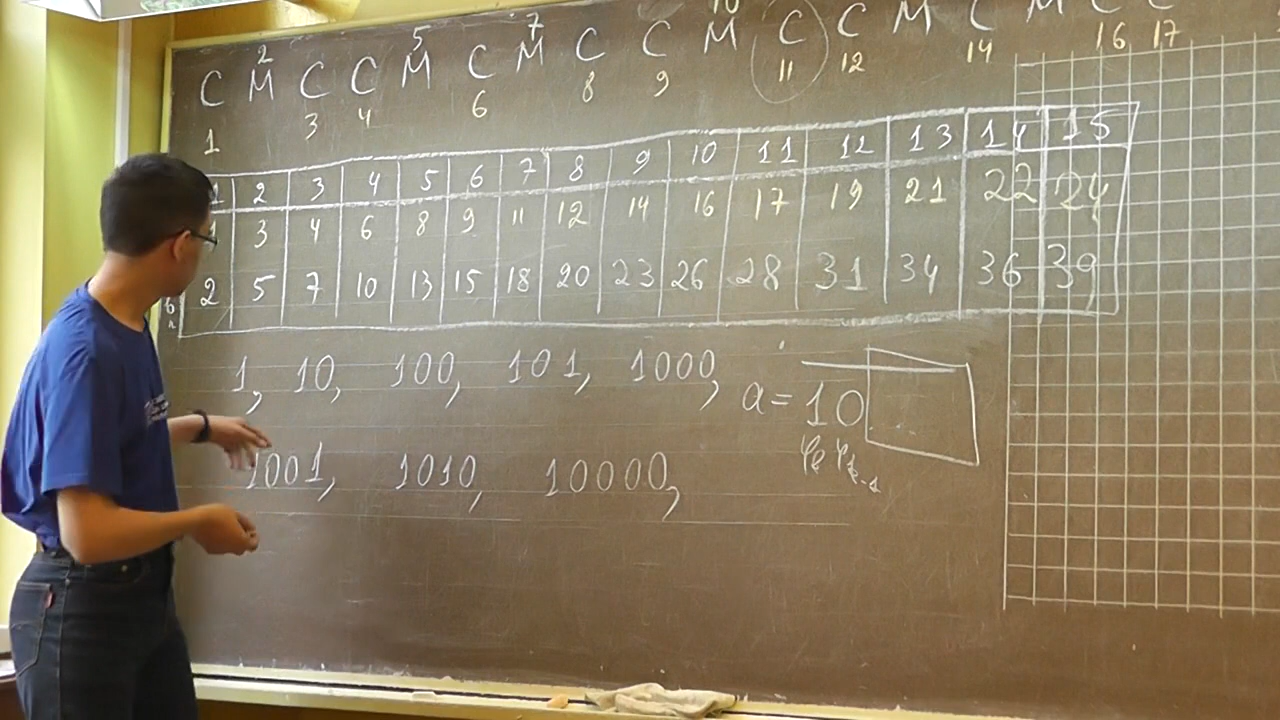 2 5 7 10
С М С С М С М С С М С С М С М С С
1 3 4 6 8 9 11 12 14 16 17
1 2 3 4 5 6 7 8 9 10 11 12 13 14 15
1 3 4 6 8 9 11 12 14 16 17 19 21 22 24
2 5 7 10 13 15 18 20 23 26 28 31 34 36 39
1, 10, 100, 101, 1000,
a = 10
1001, 1010, 10000,